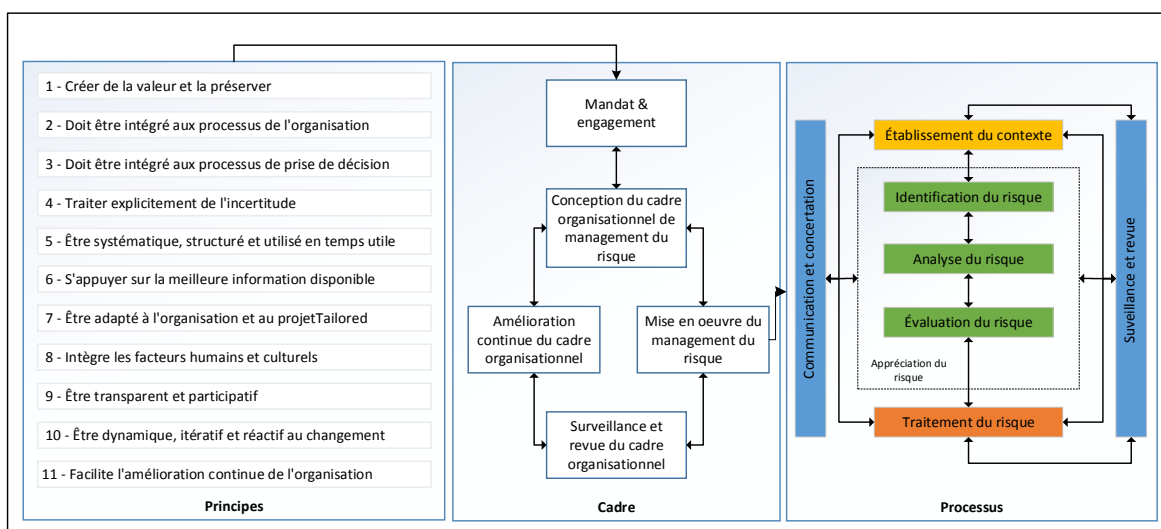 1 - Créer de la valeur et la préserver
2 - Doit être intégré aux processus de l'organisation
3 - Doit être intégré aux processus de prise de décision
4 - Traiter explicitement de l'incertitude
5 - Être systématique, structuré et utilisé en temps utile
6 - S'appuyer sur la meilleure information disponible
7 - Être adapté à l'organisation et au projetTailored
8 - Intègre les facteurs humains et culturels
9 - Être transparent et participatif
10 - Être dynamique, itératif et réactif au changement
11 - Facilite l'amélioration continue de l'organisation
Principes
Mandat &
engagement
Conception du cadre
organisationnel de
management du
risque
Amélioration
continue du cadre
organisationnel
Mise en oeuvre du
management du
risque
Surveillance et
revue du cadre
organisationnel
Cadre
Communication et concertation
Établissement du contexte
Identification du risque
Analyse du risque
Évaluation du risque
Appréciation du
risque
Traitement du risque
Suveillance et revue
Processus